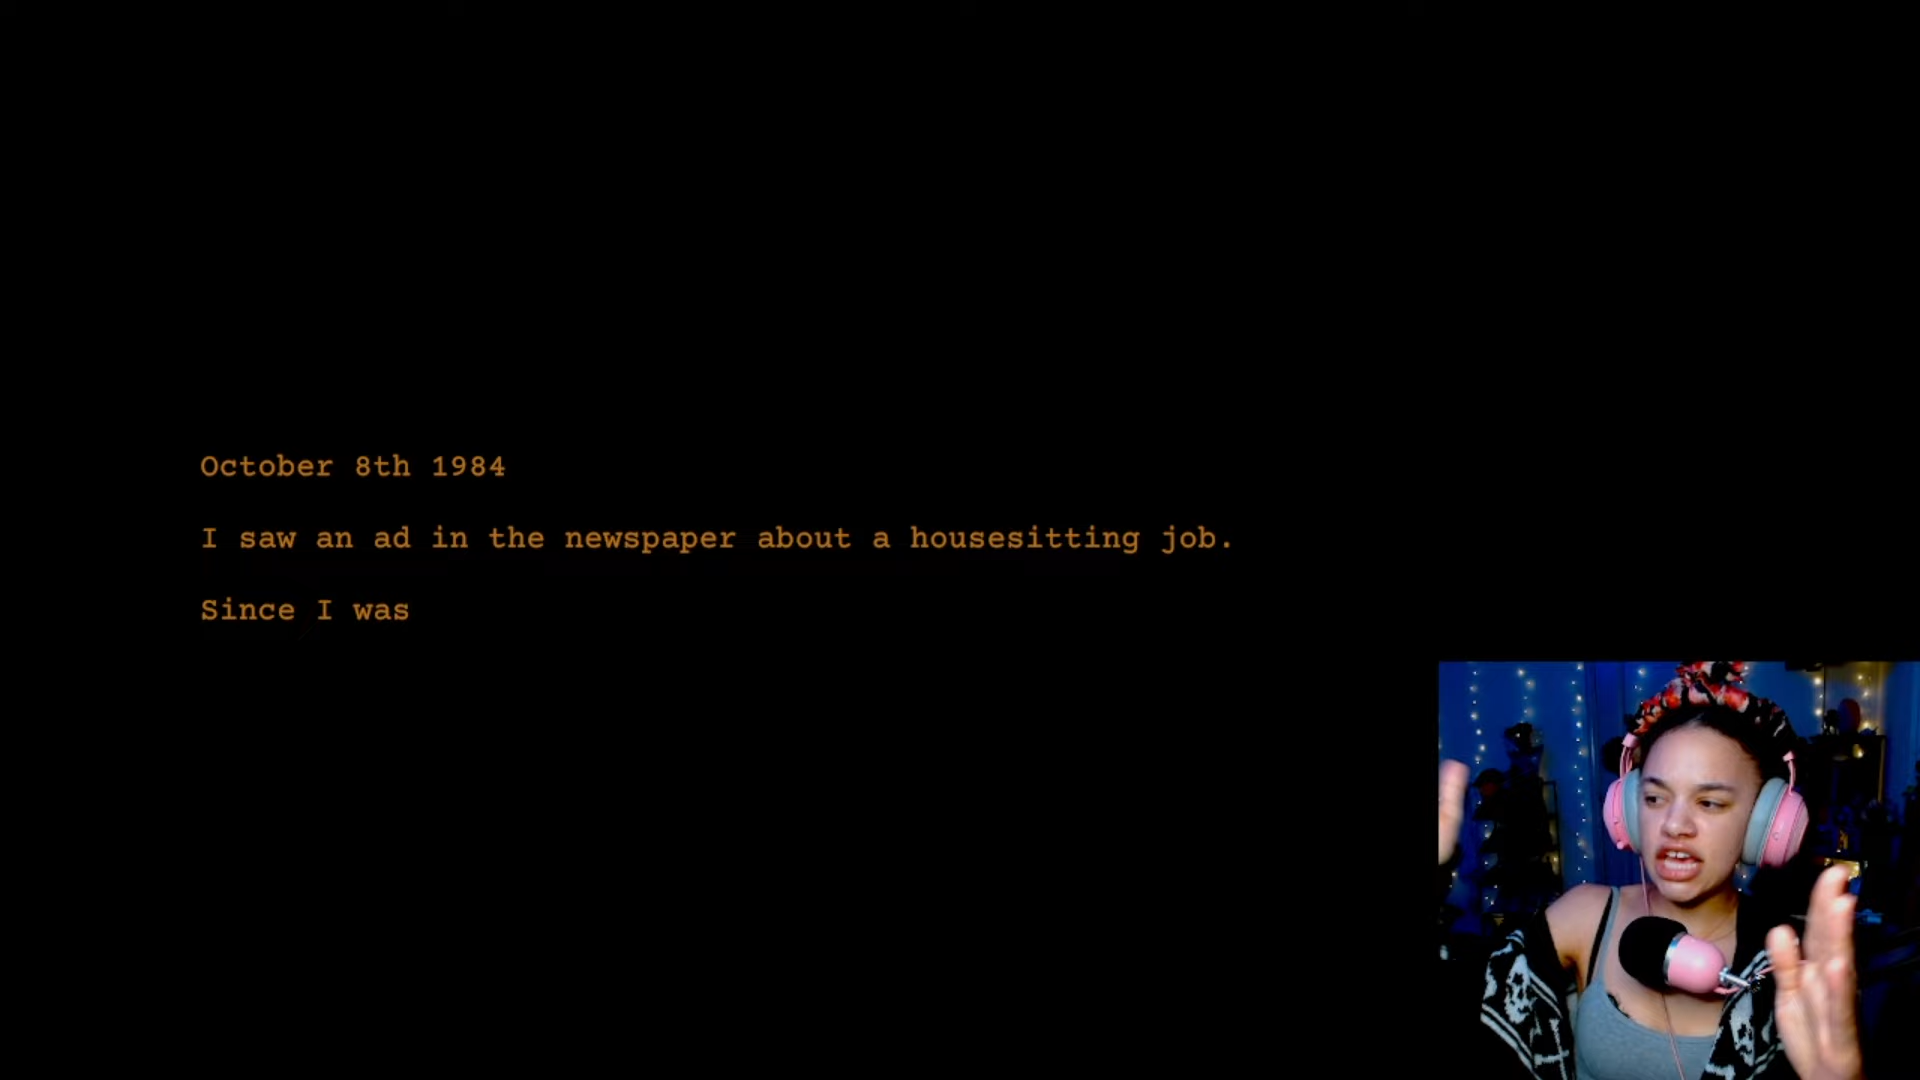 October 8th 1984
I saw an ad in the newspaper about a housesitting job.
Since I was